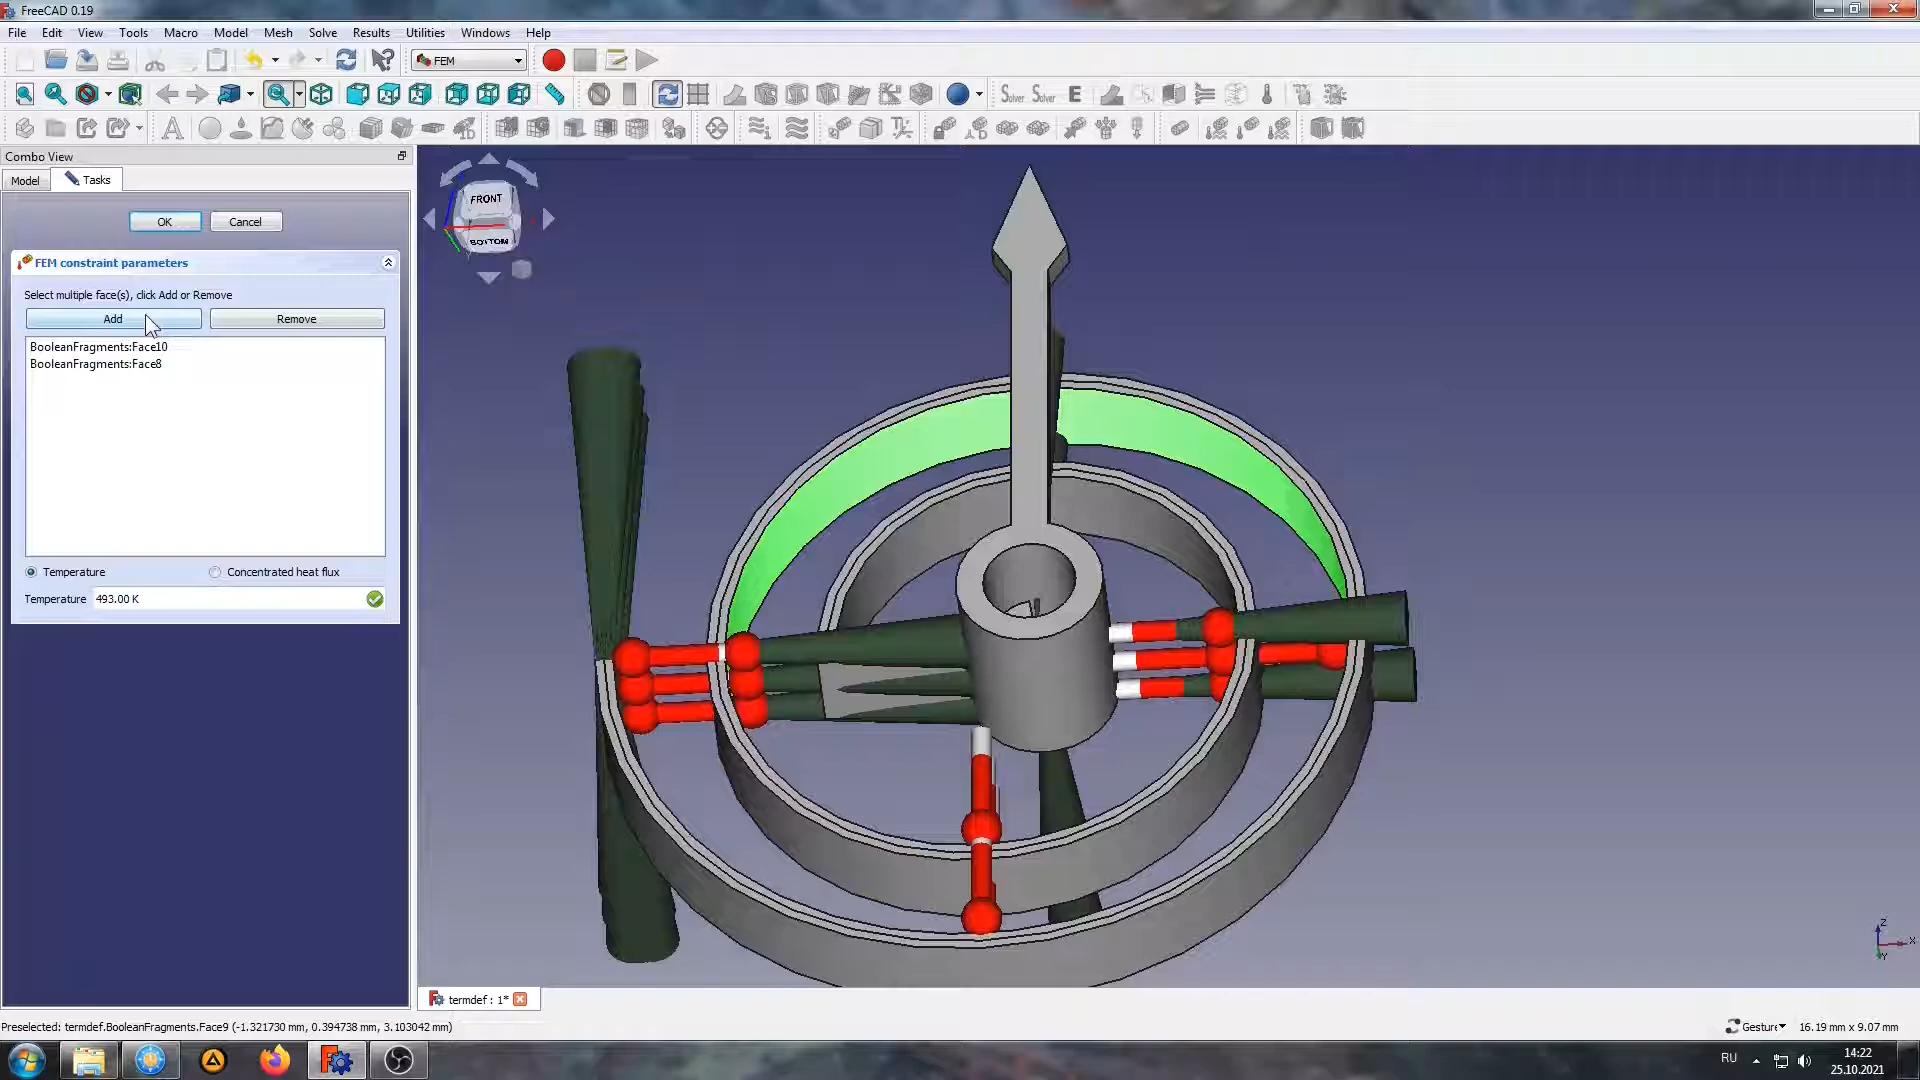 FreeCAD 0.19
File Edit View Tools Macro Model Mesh Solve Results Utilities Windows Help
FEM
Solver Solver E
Combo View
Model Tasks
OK Cancel
FEM constraint parameters
Select multiple face(s), click Add or Remove
Add Remove
BooleanFragments:Face10
BooleanFragments:Face8
Temperature Concentrated heat flux
Temperature 493.00 K
FRONT
BOTTOM
Z
X
Y
termdef : 1*
Preselected: termdef.BooleanFragments.Face9 (-1.321730 mm, 0.394738 mm, 3.103042 mm)
Gesture 16.19 mm x 9.07 mm
RU
14:22
25.10.2021